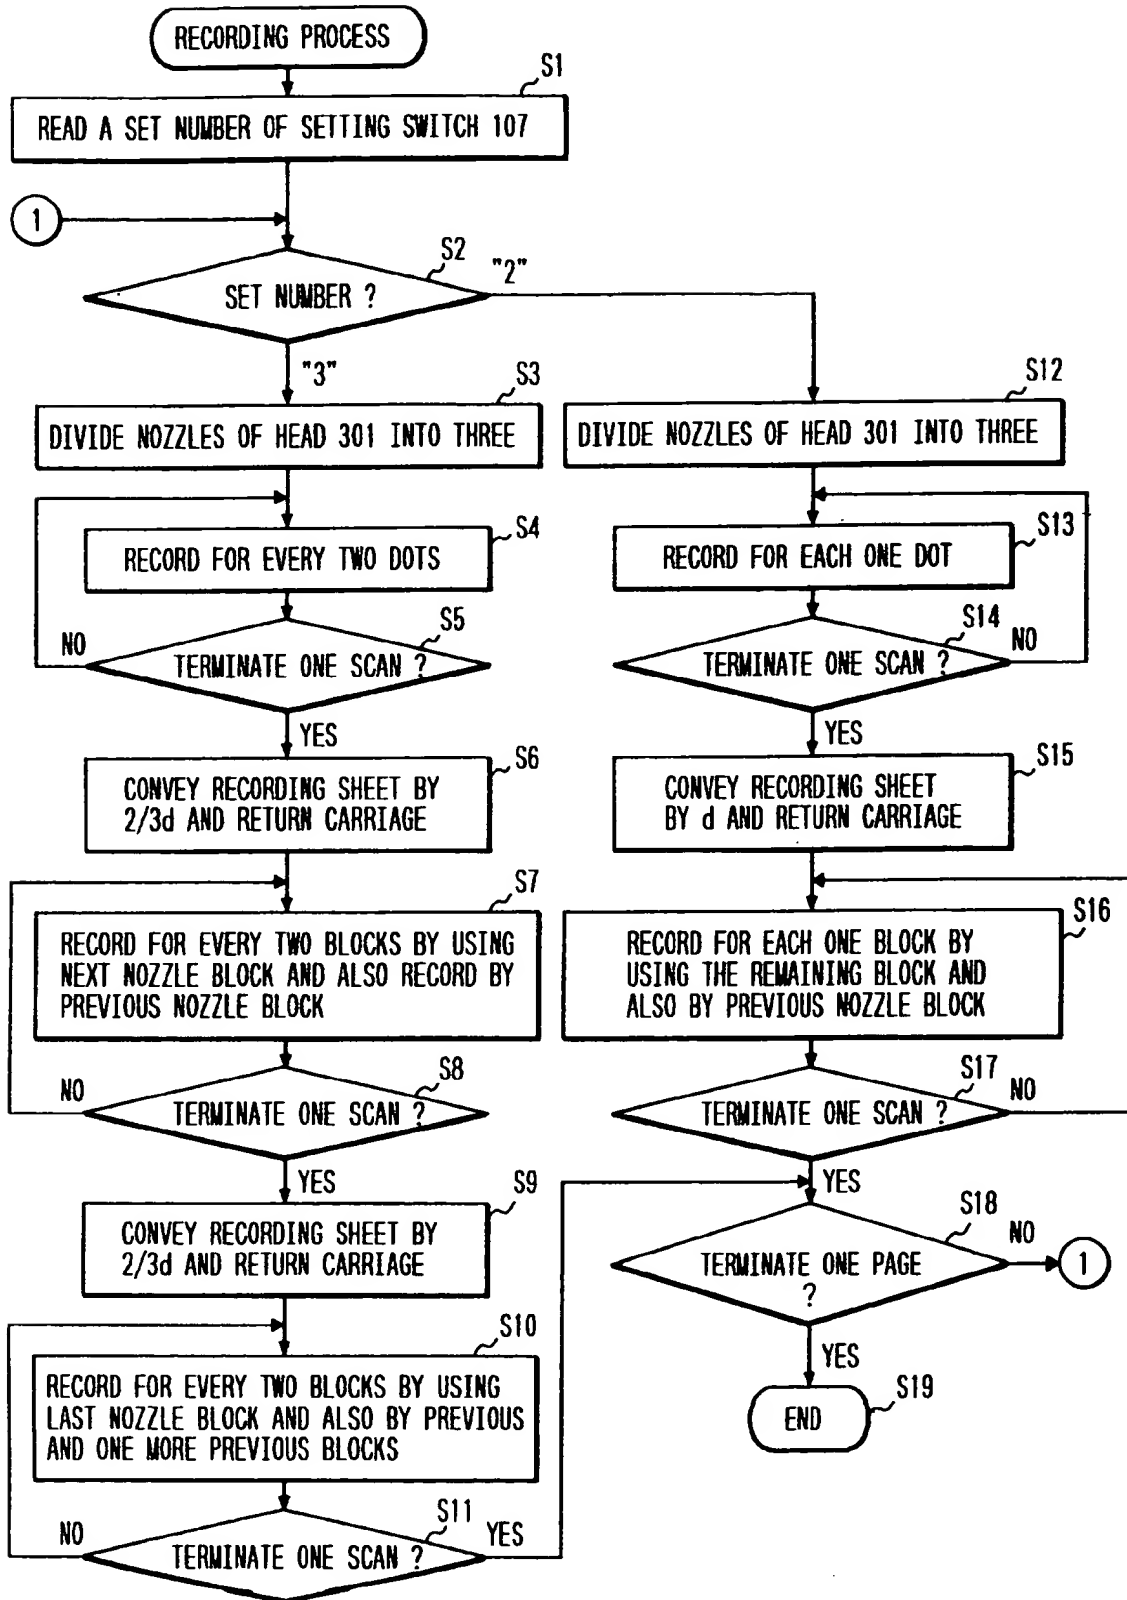 RECORDING PROCESS
S1
READ A SET NUMBER OF SETTING SWITCH 107
1
S2
SET NUMBER ?
"2"
"3"
S3
DIVIDE NOZZLES OF HEAD 301 INTO THREE
S4
RECORD FOR EVERY TWO DOTS
S5
NO
TERMINATE ONE SCAN ?
YES
S6
CONVEY RECORDING SHEET BY
2/3d AND RETURN CARRIAGE
S7
RECORD FOR EVERY TWO BLOCKS BY USING
NEXT NOZZLE BLOCK AND ALSO RECORD BY
PREVIOUS NOZZLE BLOCK
S8
NO
TERMINATE ONE SCAN ?
YES
S9
CONVEY RECORDING SHEET BY
2/3d AND RETURN CARRIAGE
S10
RECORD FOR EVERY TWO BLOCKS BY USING
LAST NOZZLE BLOCK AND ALSO BY PREVIOUS
AND ONE MORE PREVIOUS BLOCKS
S11
NO
YES
TERMINATE ONE SCAN ?
S12
DIVIDE NOZZLES OF HEAD 301 INTO THREE
S13
RECORD FOR EACH ONE DOT
S14
NO
TERMINATE ONE SCAN ?
YES
S15
CONVEY RECORDING SHEET
BY d AND RETURN CARRIAGE
S16
RECORD FOR EACH ONE BLOCK BY
USING THE REMAINING BLOCK AND
ALSO BY PREVIOUS NOZZLE BLOCK
S17
NO
TERMINATE ONE SCAN ?
YES
S18
NO
TERMINATE ONE PAGE
?
1
YES
S19
END